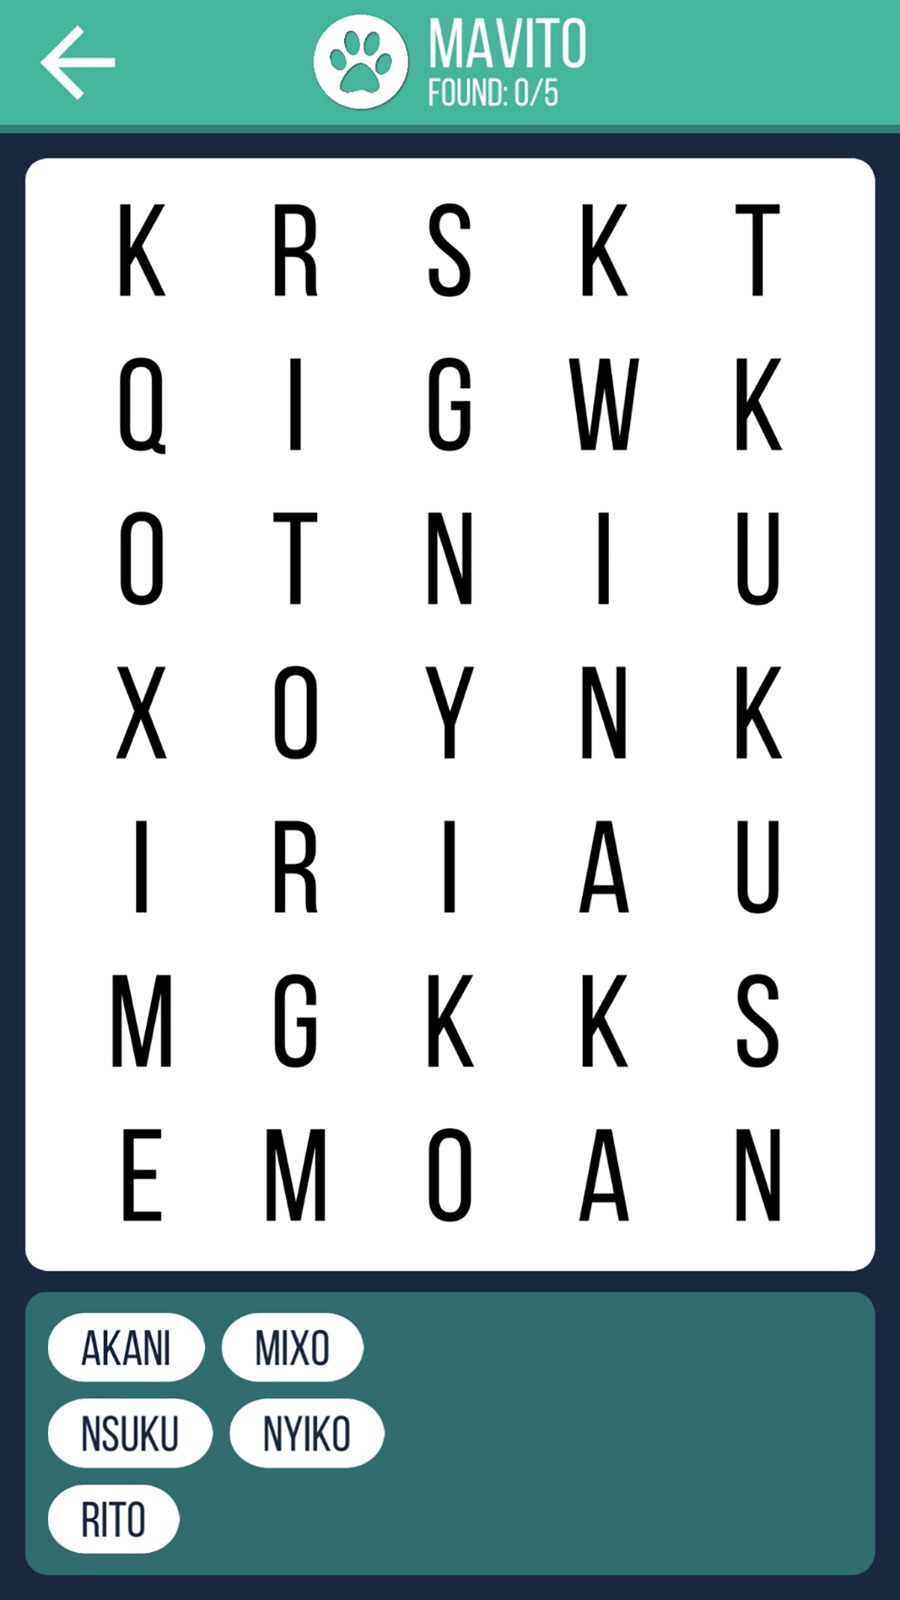 MAVITO
FOUND: 0/5
K R S K T
Q I G W K
O T N I U
X O Y N K
I R I A U
M G K K S
E M O A N
AKANI MIXO
NSUKU NYIKO
RITO